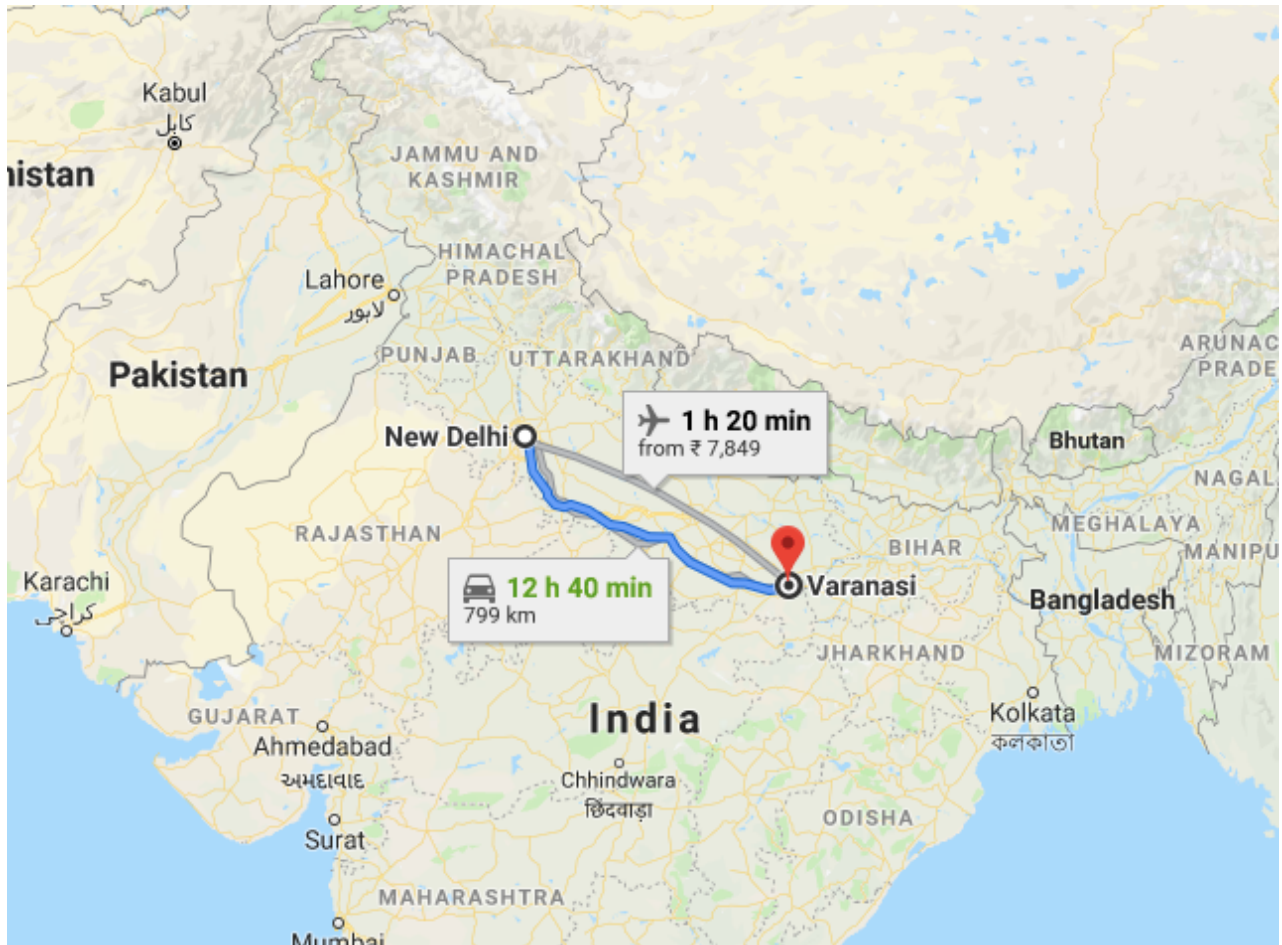 Kabul
کابل
nistan
JAMMU AND
KASHMIR
HIMACHAL
PRADESH
Lahore
لاہور
PUNJAB
UTTARAKHAND
ARUNAC
PRADE
Pakistan
1 h 20 min
from ₹ 7,849
New Delhi
Bhutan
NAGAL
RAJASTHAN
MEGHALAYA
BIHAR
MANIPU
Karachi
کراچی
12 h 40 min
799 km
Varanasi
Bangladesh
JHARKHAND
MIZORAM
GUJARAT
India
Kolkata
কলকাতা
Ahmedabad
અમદાવાદ
Chhindwara
छिंदवाड़ा
ODISHA
Surat
MAHARASHTRA
Mumbai